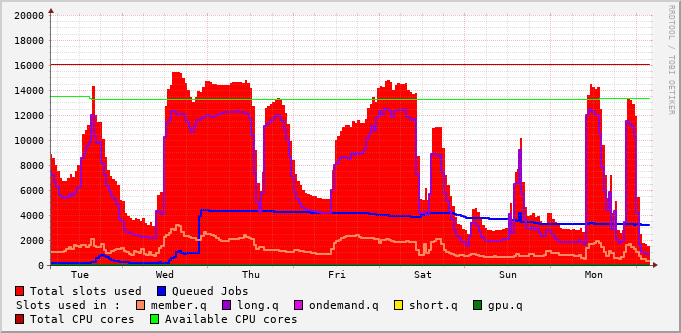 20000
18000
16000
14000
12000
10000
8000
6000
4000
2000
0
Tue Wed Thu Fri Sat Sun Mon
RRDTOOL / TOBI OETIKER
Total slots used Queued Jobs
Slots used in : member.q long.q ondemand.q short.q gpu.q
Total CPU cores Available CPU cores